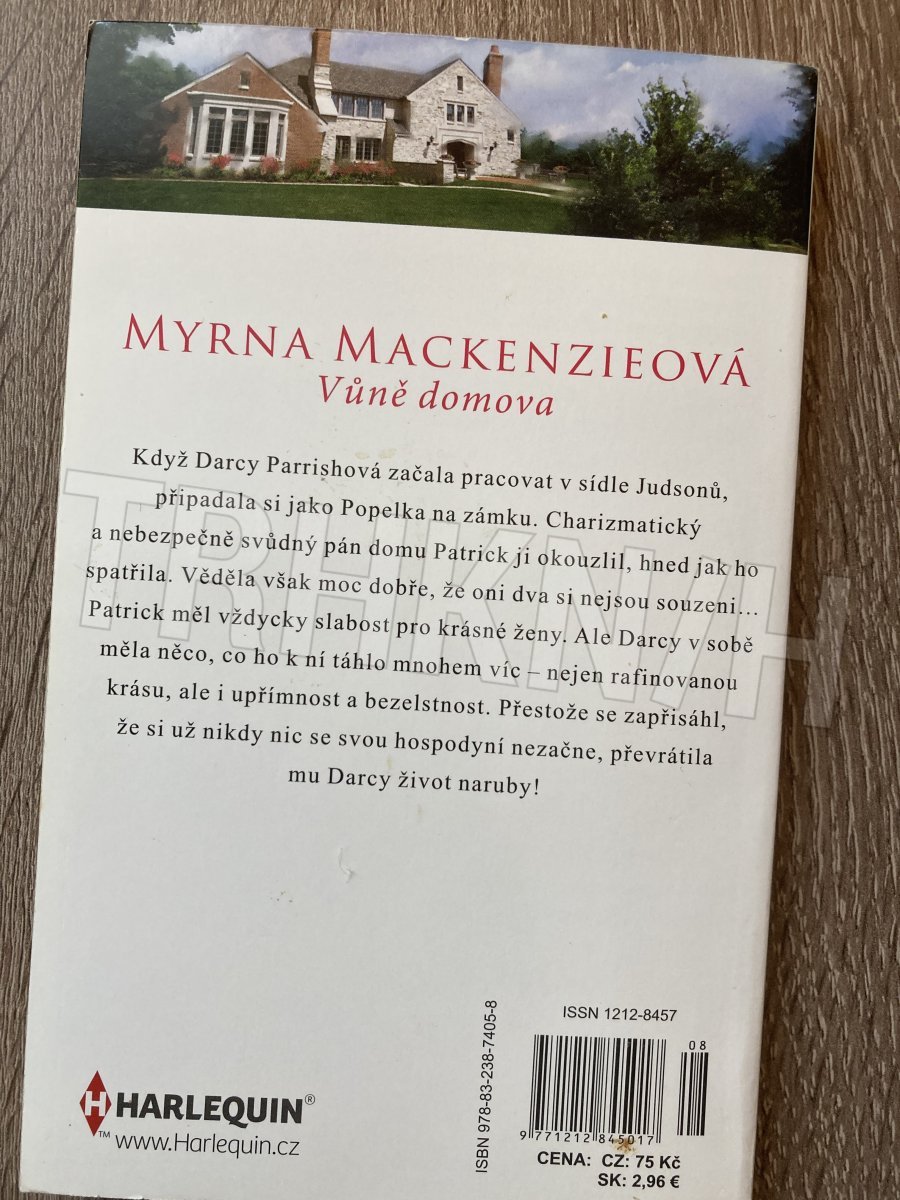 MYRNA MACKENZIEOVÁ
Vůně domova
Když Darcy Parrishová začala pracovat v sídle Judsonů,
připadala si jako Popelka na zámku. Charizmatický
a nebezpečně svůdný pán domu Patrick ji okouzlil, hned jak ho
spatřila. Věděla však moc dobře, že oni dva si nejsou souzeni...
Patrick měl vždycky slabost pro krásné ženy. Ale Darcy v sobě
měla něco, co ho k ní táhlo mnohem víc – nejen rafinovanou
krásu, ale i upřímnost a bezelstnost. Přestože se zapřisáhl,
že si už nikdy nic se svou hospodyní nezačne, převrátila
mu Darcy život naruby!
TRHKNIH
ISSN 1212-8457
08
ISBN 978-83-238-7405-8
9 771212 845017
CENA: CZ: 75 Kč
SK: 2,96 €
H HARLEQUIN®
™ www.Harlequin.cz